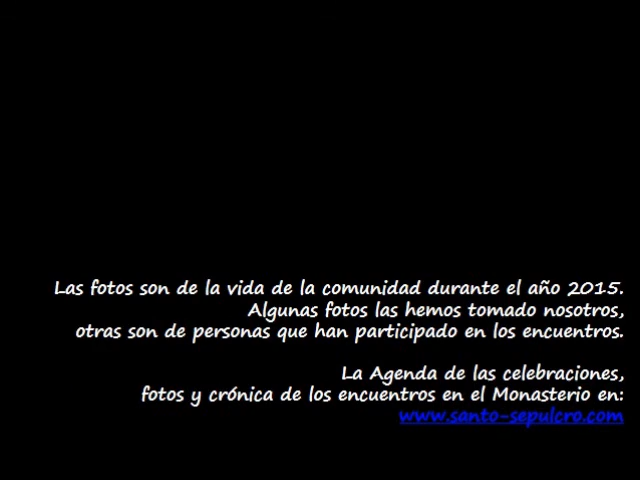 Las fotos son de la vida de la comunidad durante el año 2015.
Algunas fotos las hemos tomado nosotros,
otras son de personas que han participado en los encuentros.
La Agenda de las celebraciones,
fotos y crónica de los encuentros en el Monasterio en:
www.santo-sepulcro.com